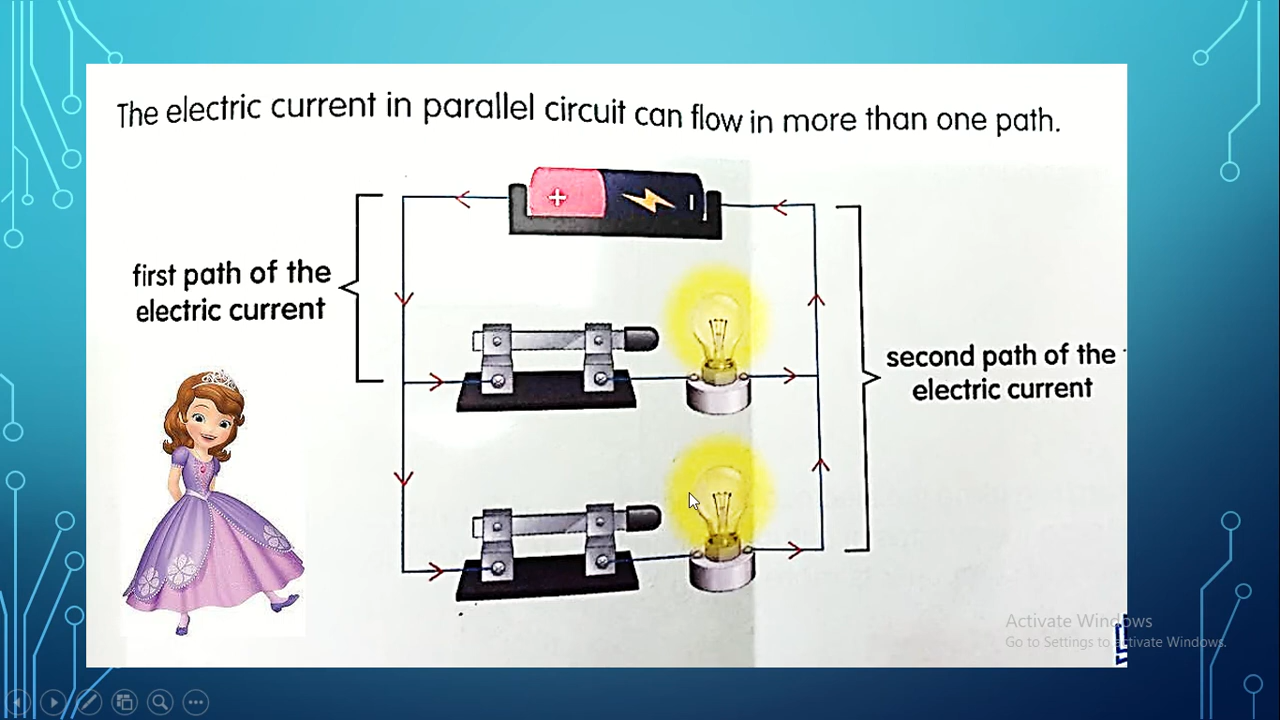 The electric current in parallel circuit can flow in more than one path.
+
first path of the
electric current
second path of the
electric current
Activate Windows
Go to Settings to activate Windows.